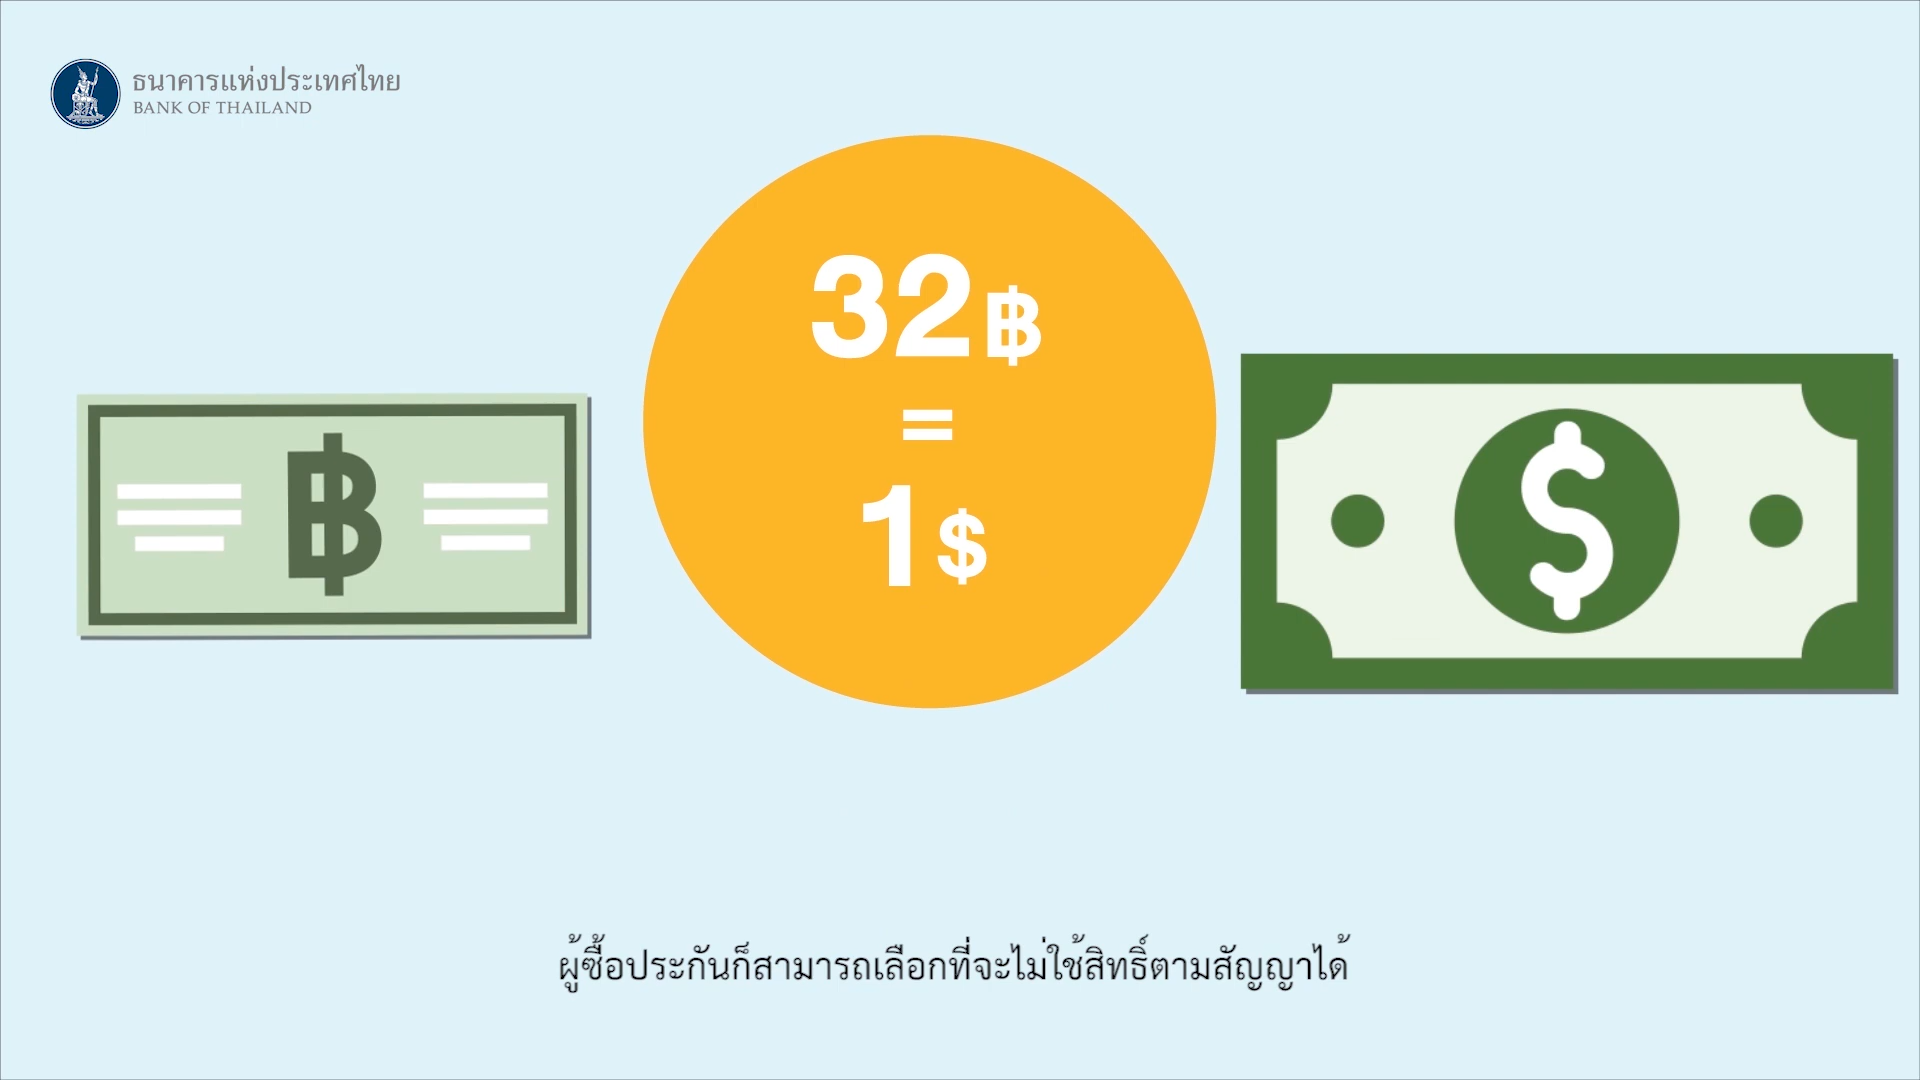 ธนาคารแห่งประเทศไทย
BANK OF THAILAND
32฿
=
1$
฿
$
ผู้ซื้อประกันก็สามารถเลือกที่จะไม่ใช้สิทธิ์ตามสัญญาได้